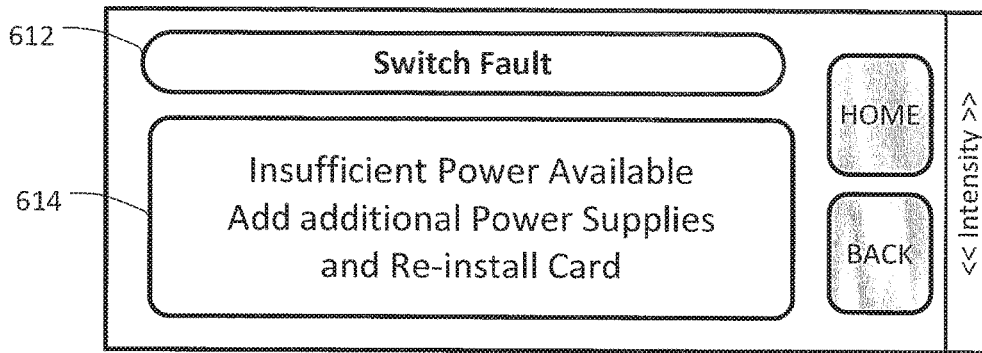 612
Switch Fault
614
Insufficient Power Available
Add additional Power Supplies
and Re-install Card
HOME
BACK
<< Intensity >>